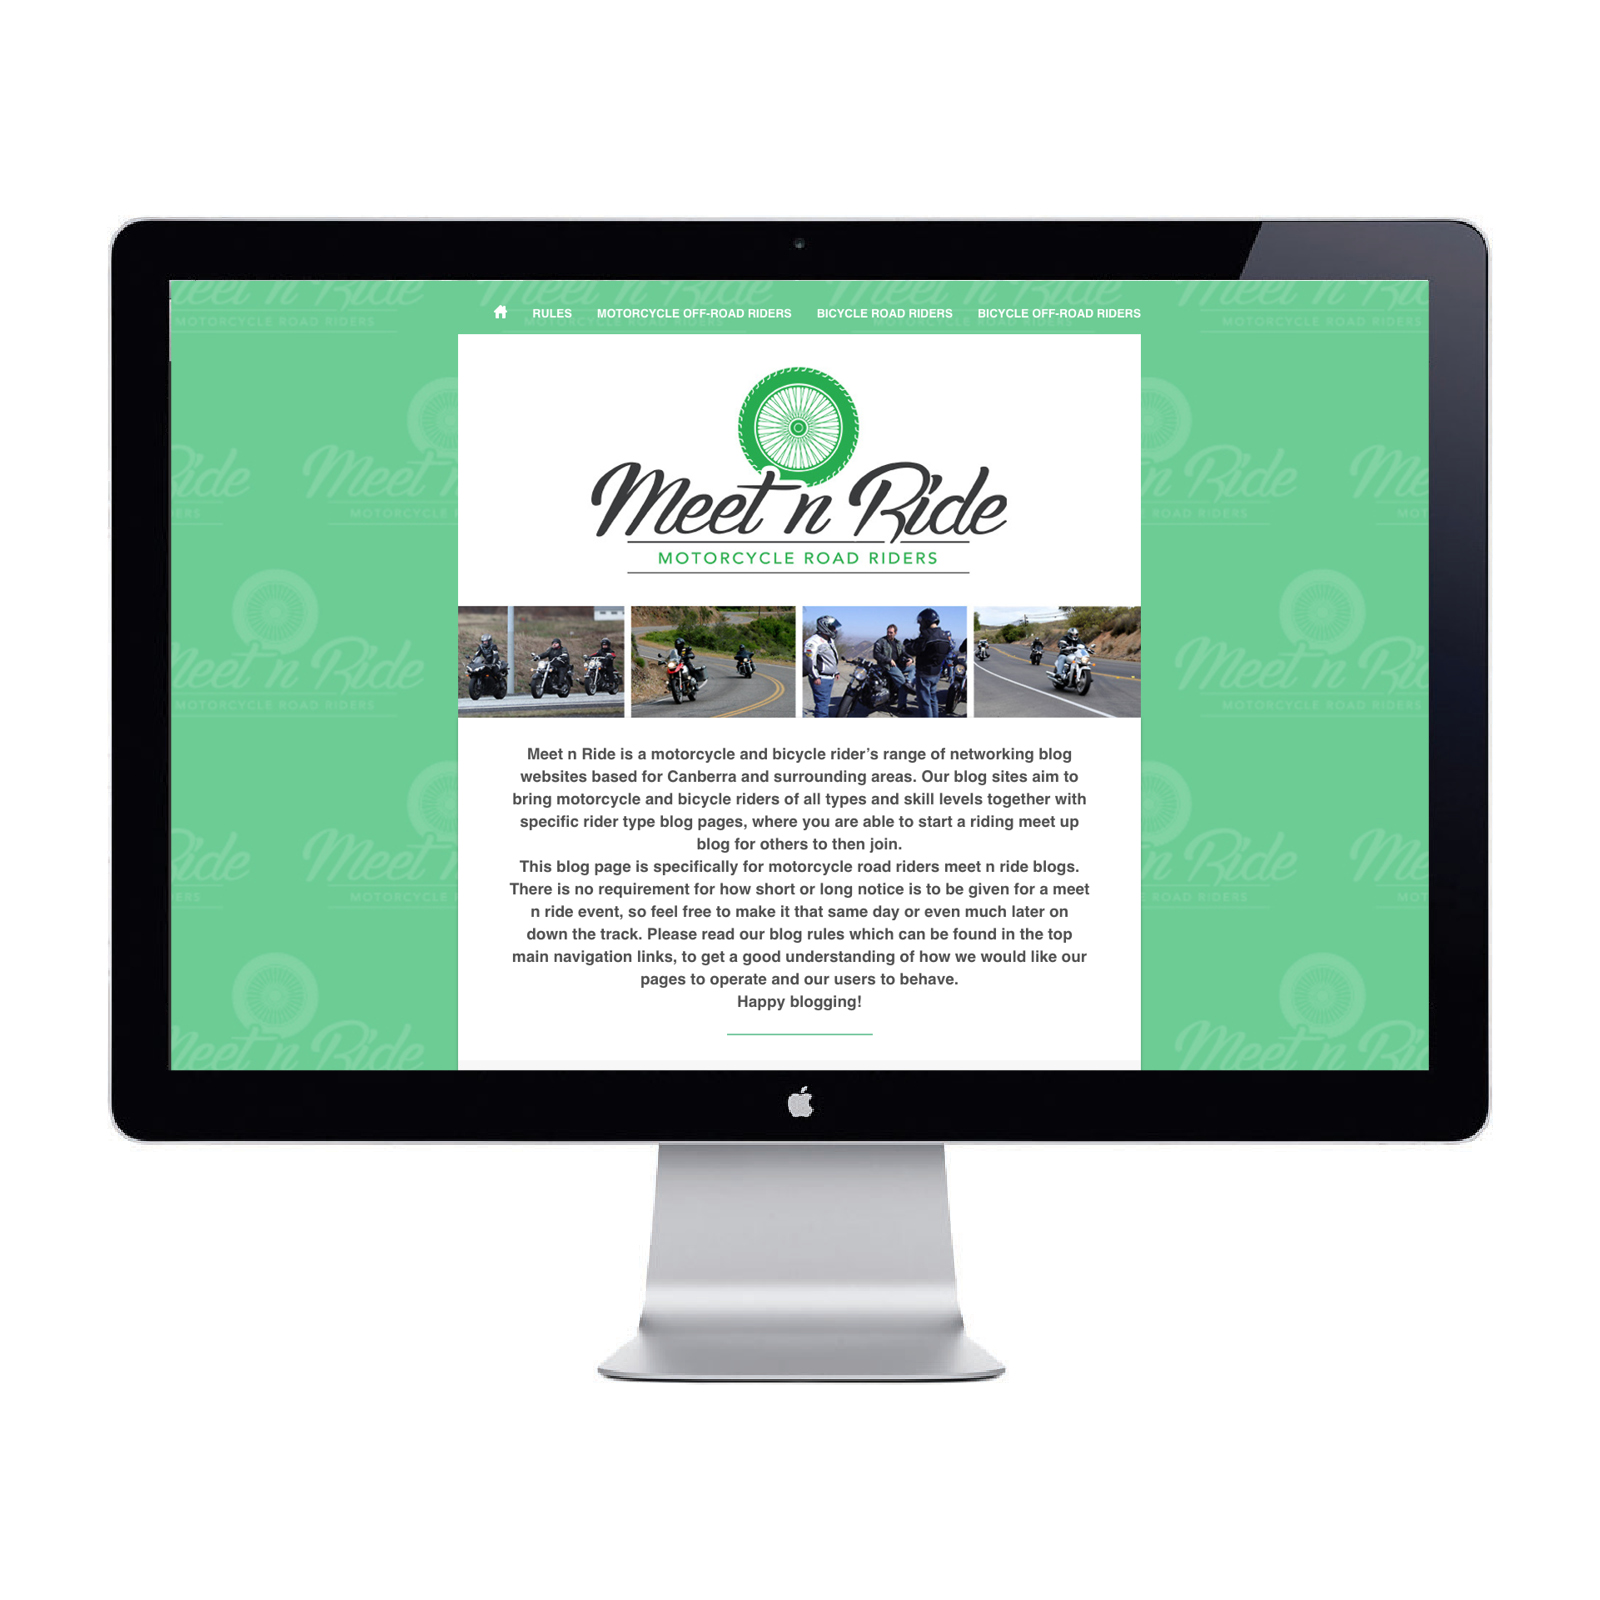 RULES MOTORCYCLE OFF-ROAD RIDERS BICYCLE ROAD RIDERS BICYCLE OFF-ROAD RIDERS
Meet n Ride
MOTORCYCLE ROAD RIDERS
Meet n Ride is a motorcycle and bicycle rider’s range of networking blog
websites based for Canberra and surrounding areas. Our blog sites aim to
bring motorcycle and bicycle riders of all types and skill levels together with
specific rider type blog pages, where you are able to start a riding meet up
blog for others to then join.
This blog page is specifically for motorcycle road riders meet n ride blogs.
There is no requirement for how short or long notice is to be given for a meet
n ride event, so feel free to make it that same day or even much later on
down the track. Please read our blog rules which can be found in the top
main navigation links, to get a good understanding of how we would like our
pages to operate and our users to behave.
Happy blogging!